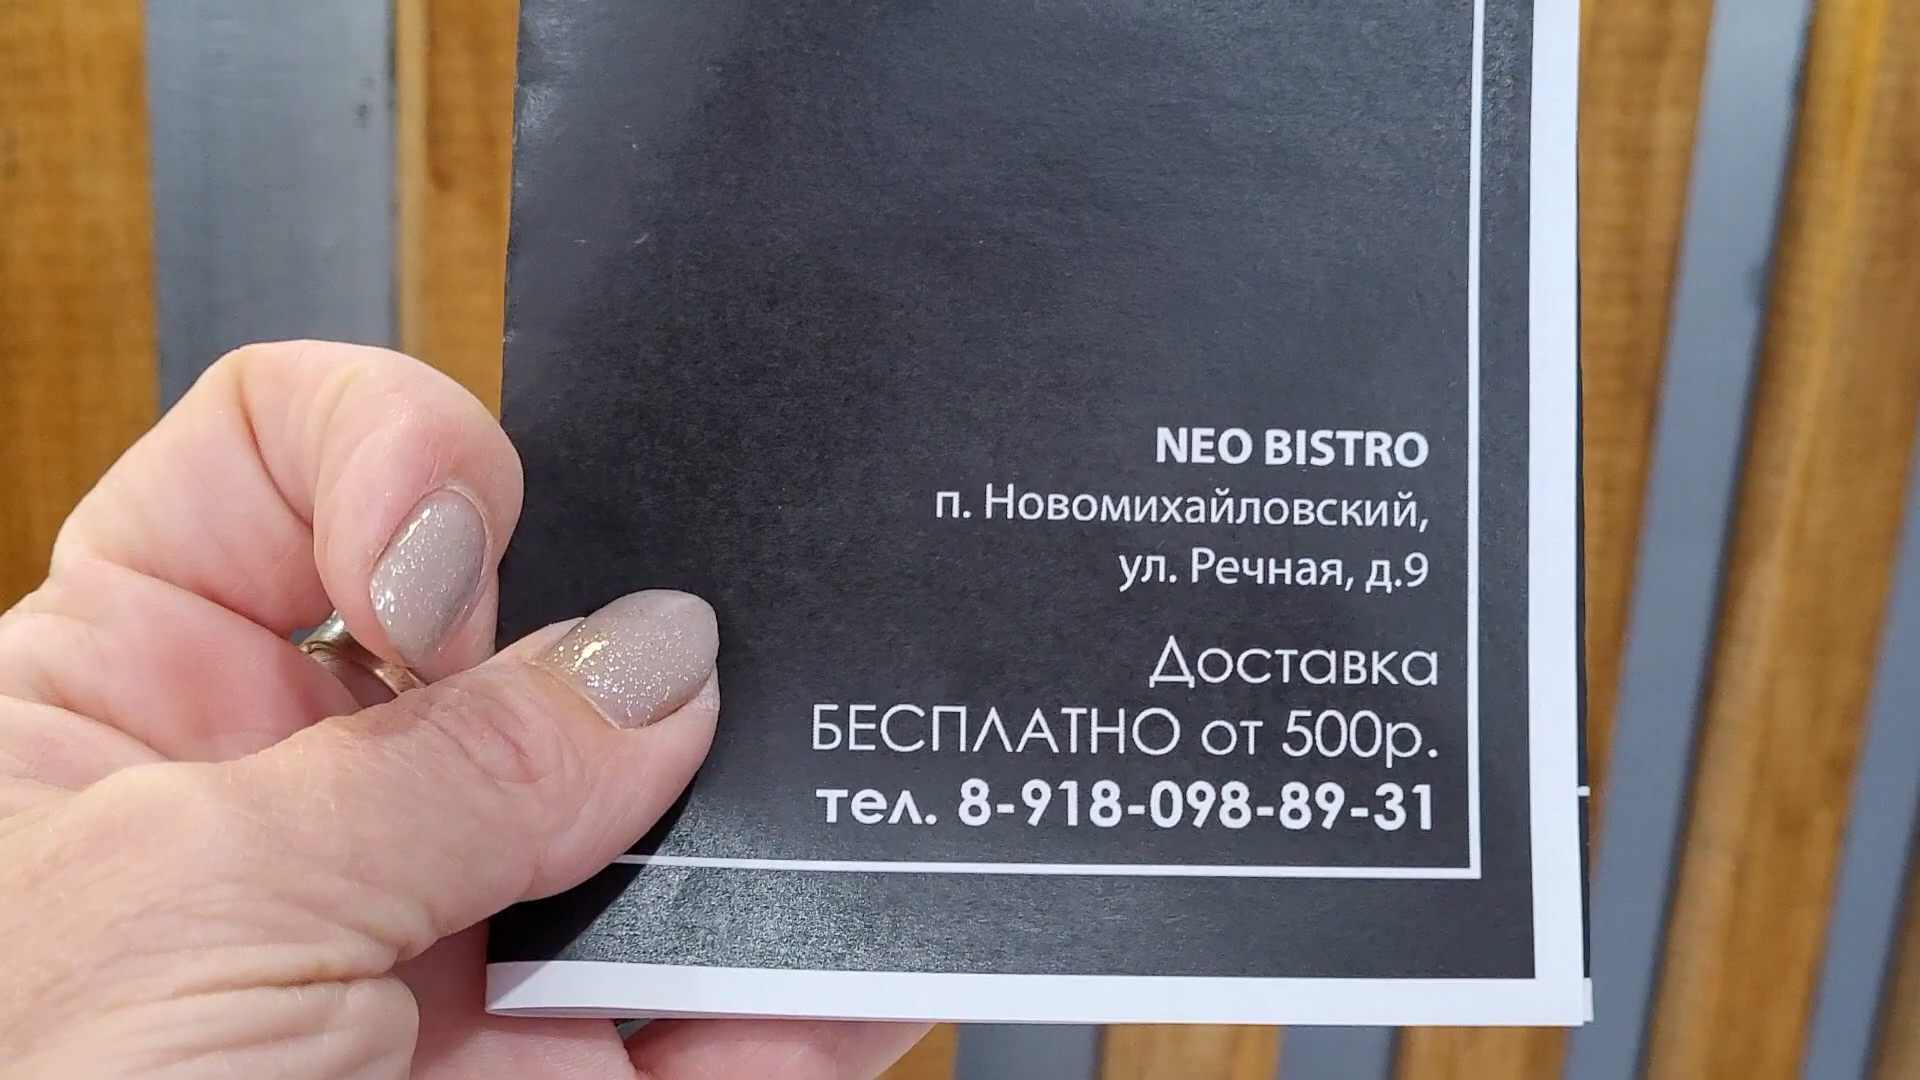 NEO BISTRO
п. Новомихайловский,
ул. Речная, д.9
Доставка
БЕСПЛАТНО от 500р.
тел. 8-918-098-89-31